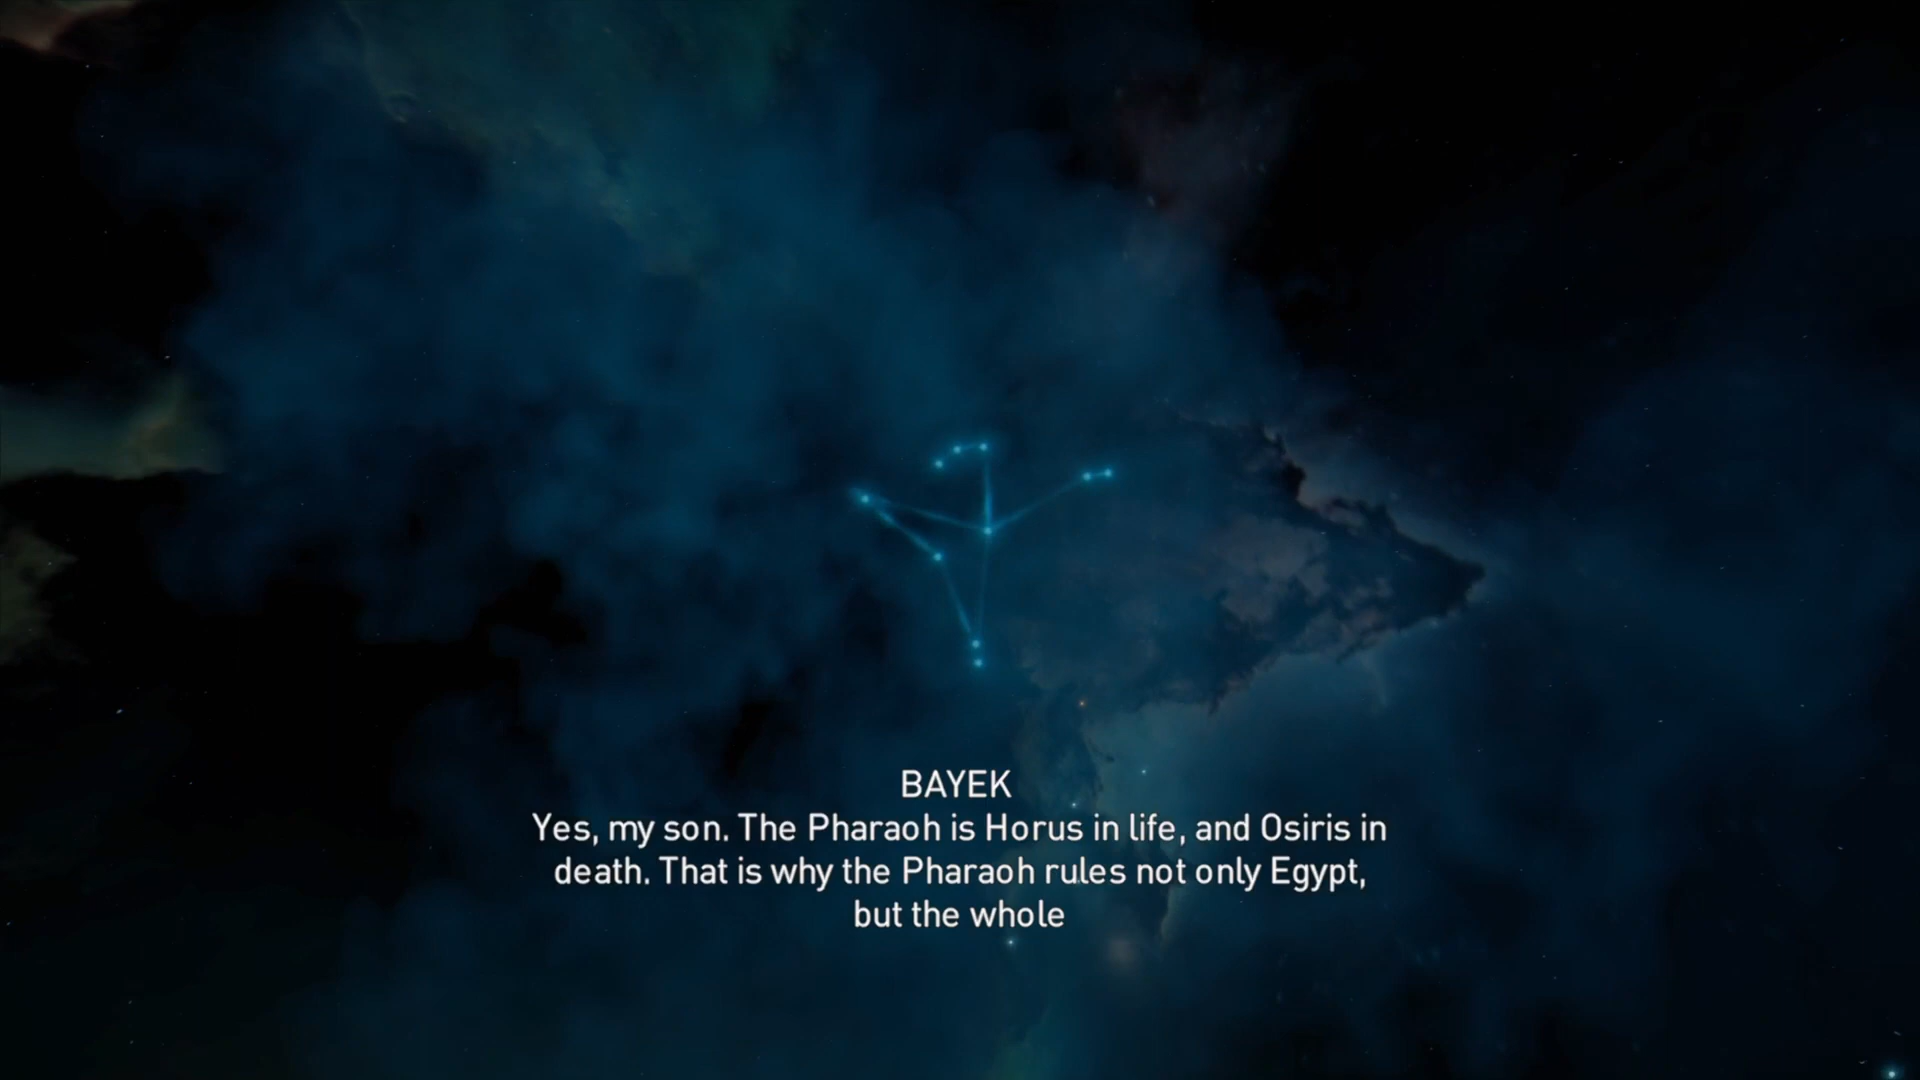 BAYEK
Yes, my son. The Pharaoh is Horus in life, and Osiris in
death. That is why the Pharaoh rules not only Egypt,
but the whole